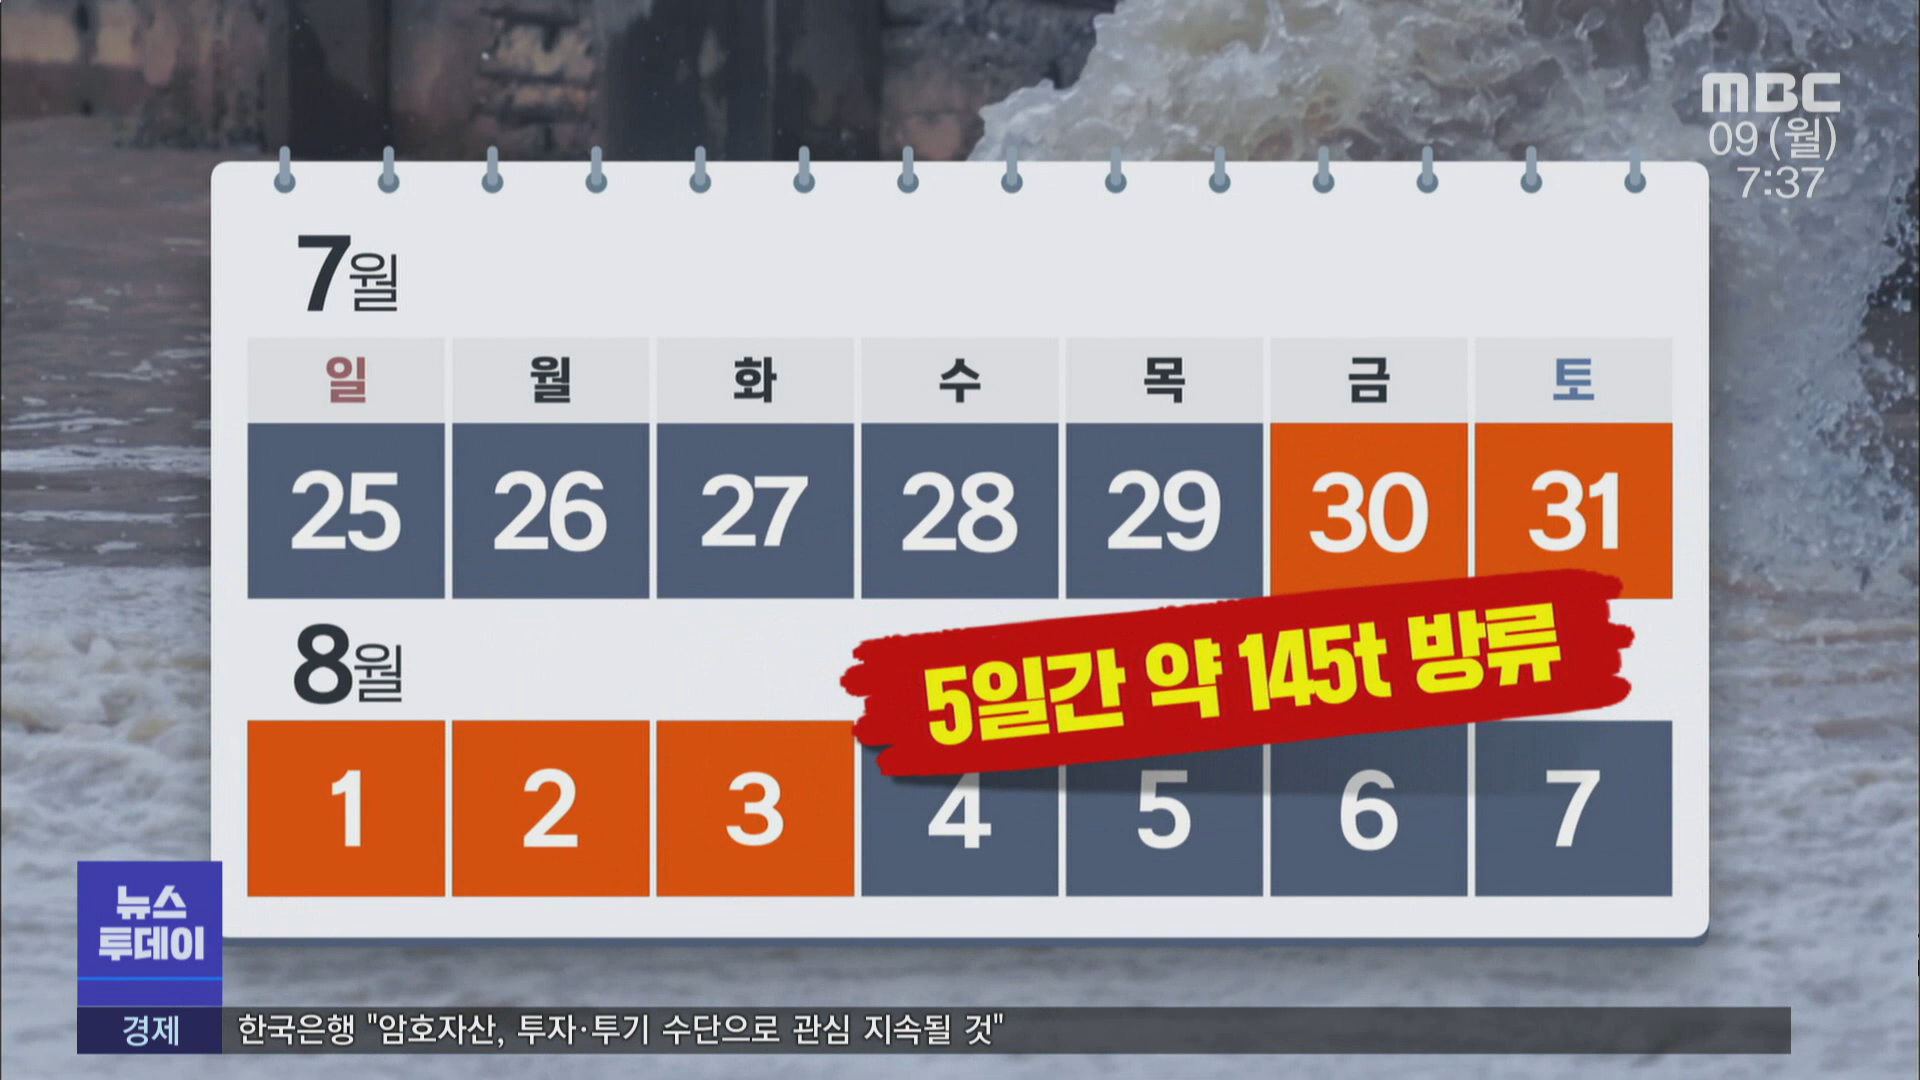 MBC
09 (월)
7:37
7월
일 월 화 수 목 금 토
25 26 27 28 29 30 31
8월
5일간 약 145t 방류
1 2 3 4 5 6 7
뉴스
투데이
경제 한국은행 "암호자산, 투자·투기 수단으로 관심 지속될 것"